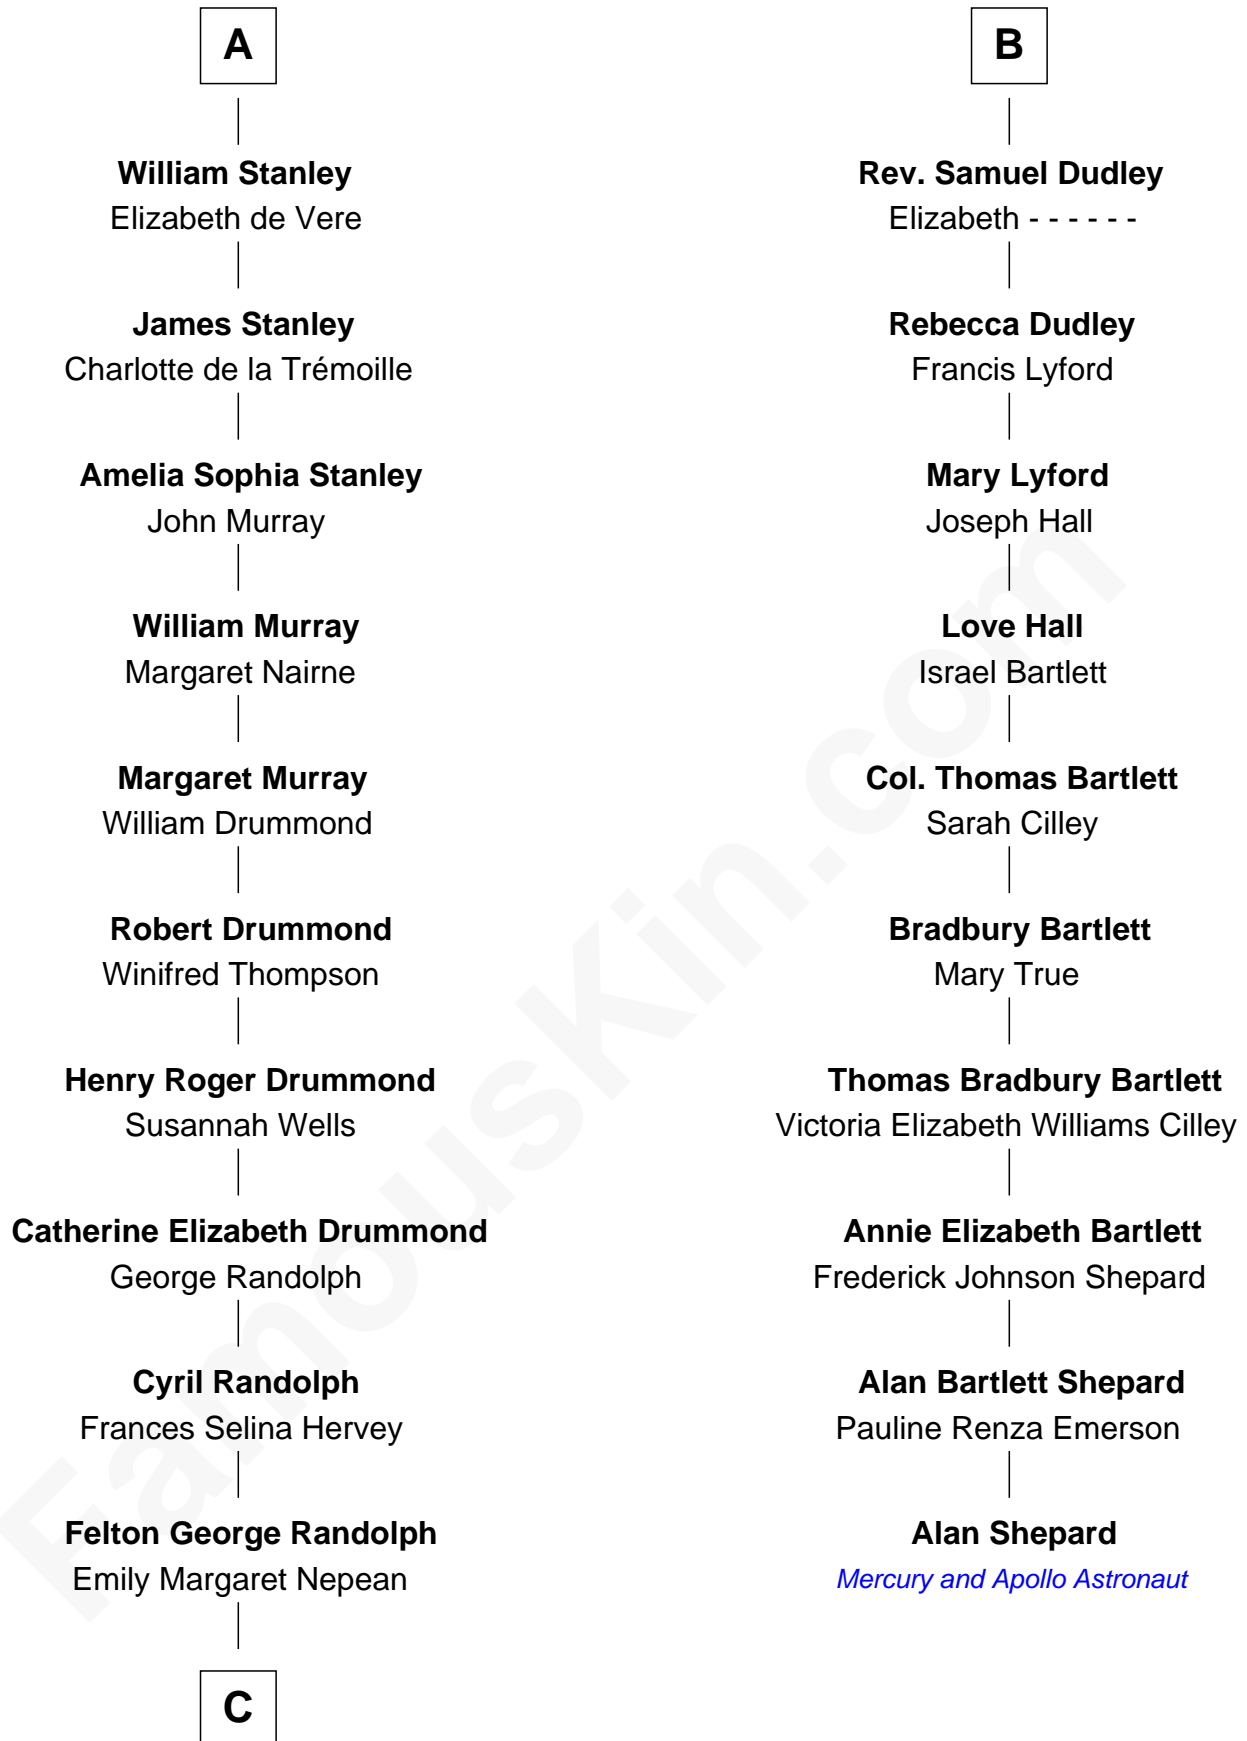 A
William Stanley
Elizabeth de Vere
James Stanley
Charlotte de la Trémoille
Amelia Sophia Stanley
John Murray
William Murray
Margaret Nairne
Margaret Murray
William Drummond
Robert Drummond
Winifred Thompson
Henry Roger Drummond
Susannah Wells
Catherine Elizabeth Drummond
George Randolph
Cyril Randolph
Frances Selina Hervey
Felton George Randolph
Emily Margaret Nepean
C
B
Rev. Samuel Dudley
Elizabeth - - - - - -
Rebecca Dudley
Francis Lyford
Mary Lyford
Joseph Hall
Love Hall
Israel Bartlett
Col. Thomas Bartlett
Sarah Cilley
Bradbury Bartlett
Mary True
Thomas Bradbury Bartlett
Victoria Elizabeth Williams Cilley
Annie Elizabeth Bartlett
Frederick Johnson Shepard
Alan Bartlett Shepard
Pauline Renza Emerson
Alan Shepard
Mercury and Apollo Astronaut
FamousKin.com